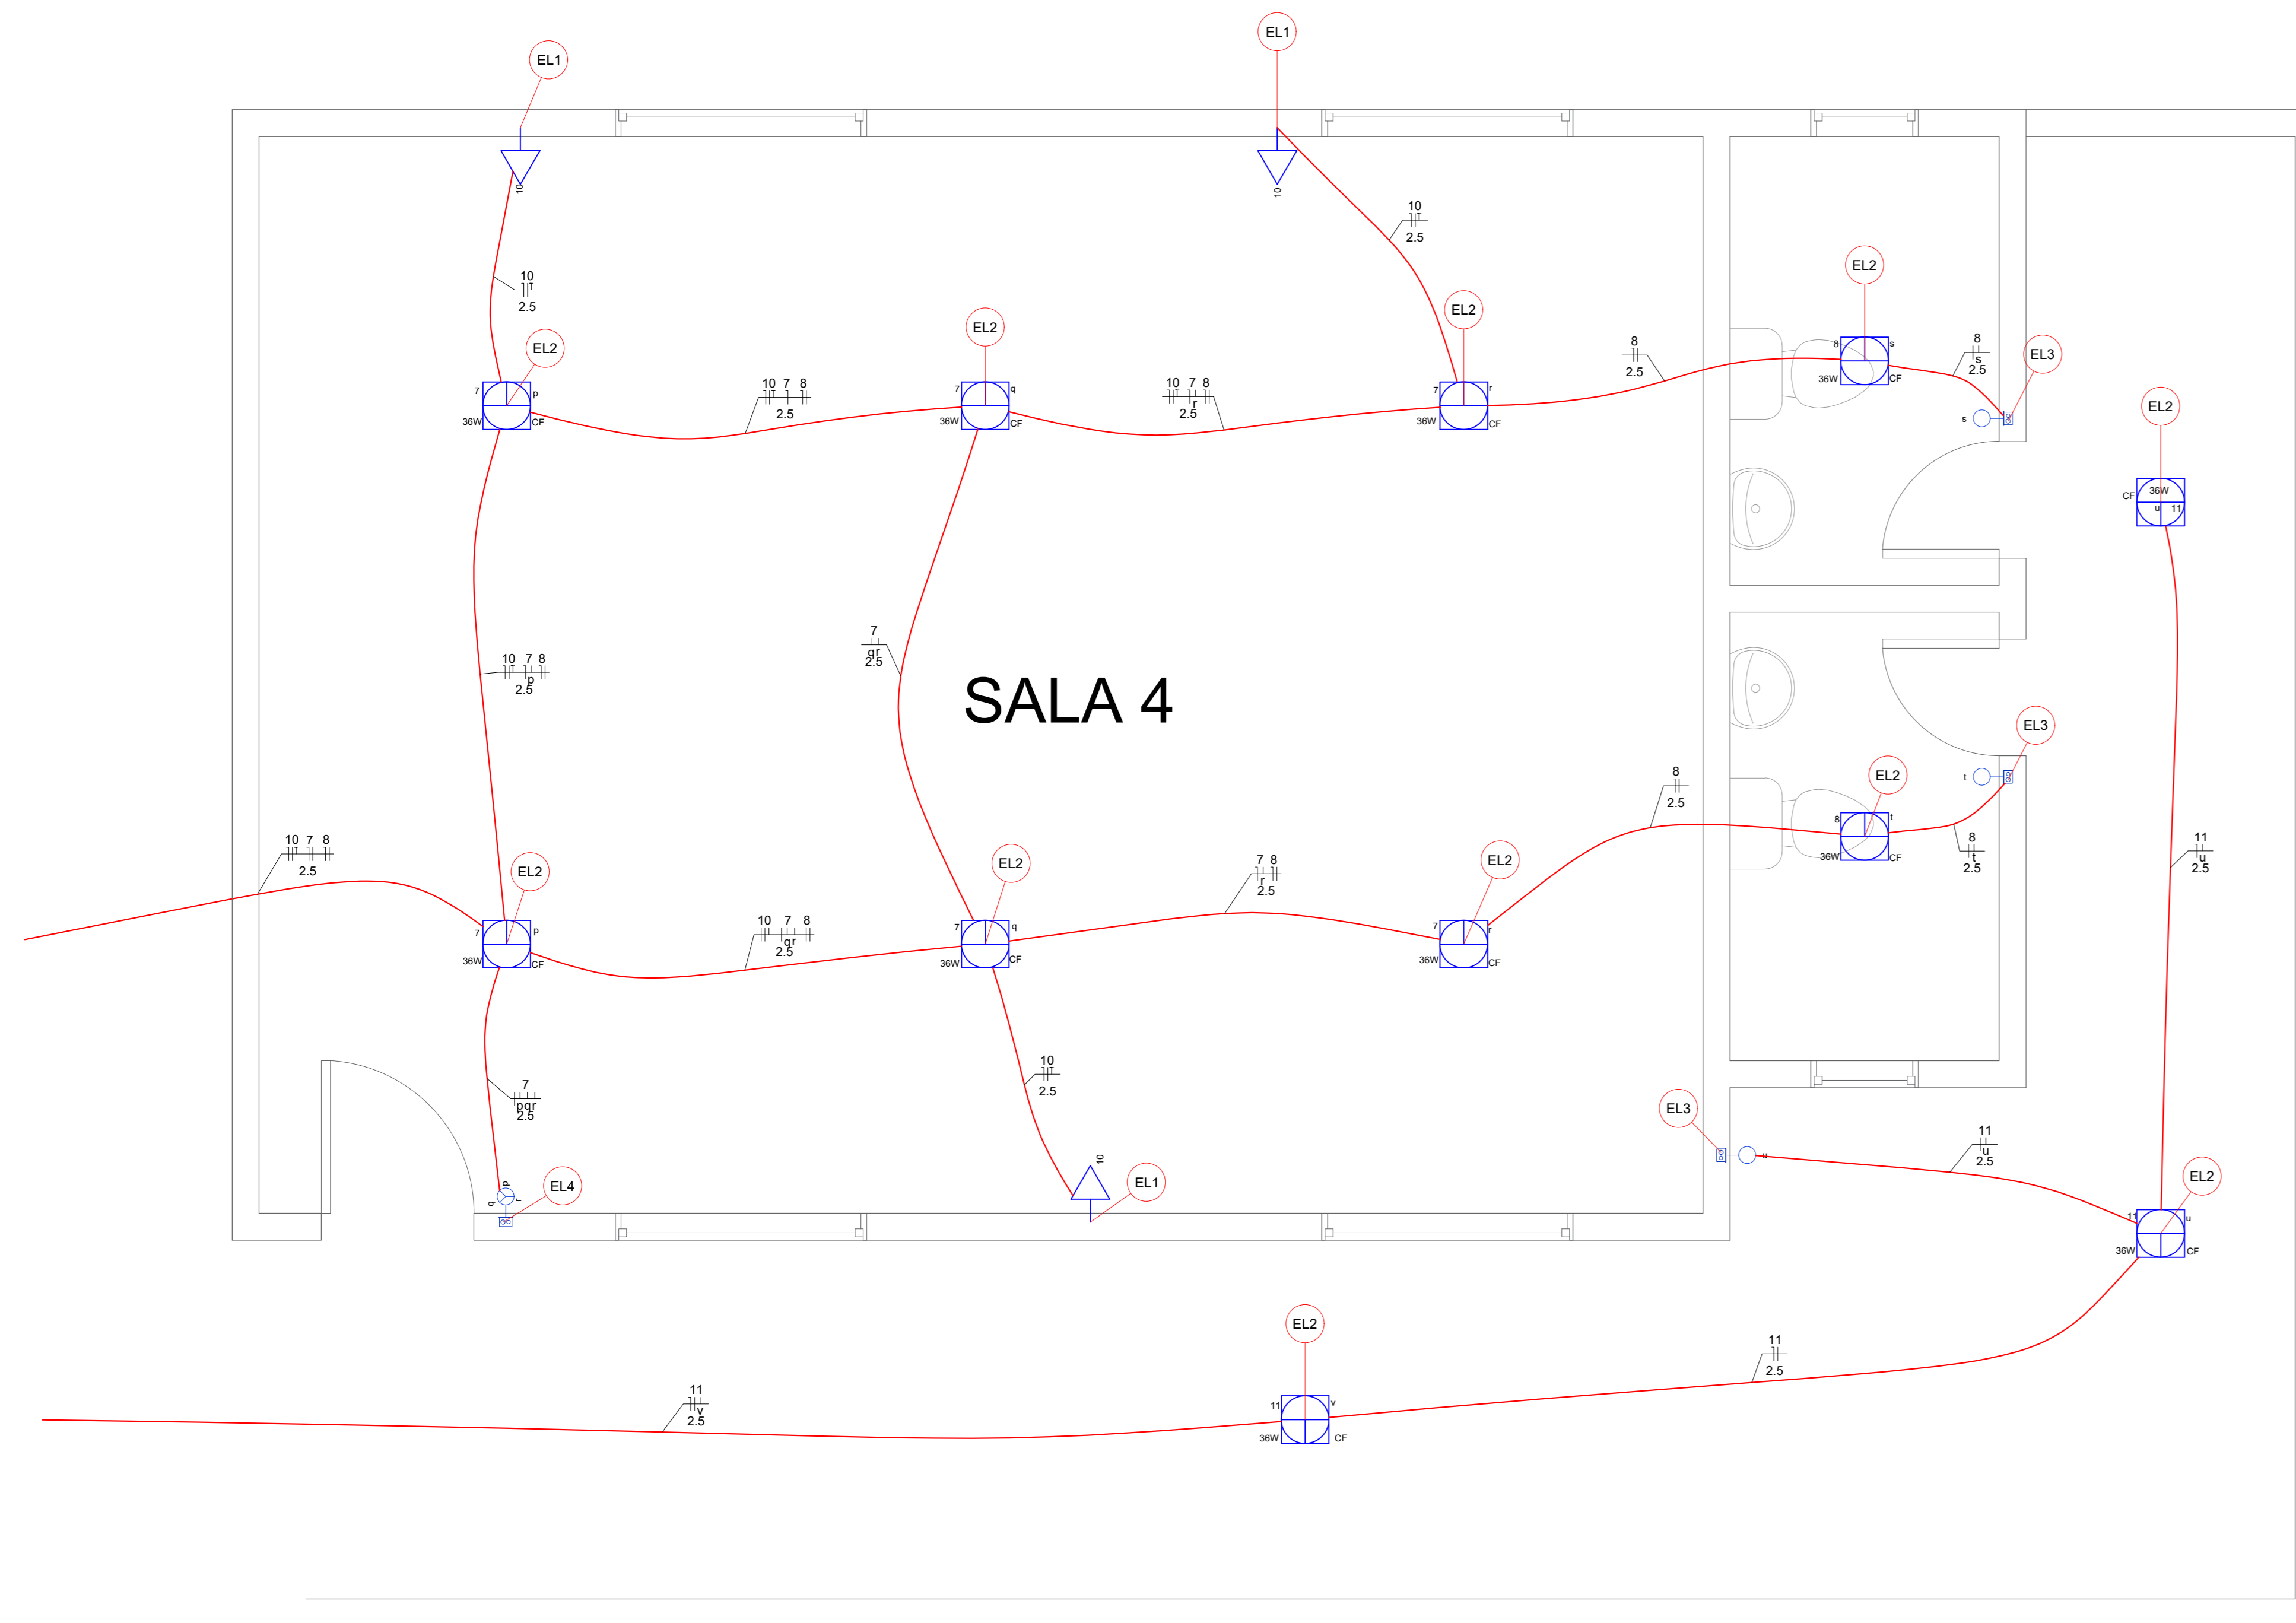 EL1
EL1
10
10
10
2.5
10
2.5
EL2
EL2
EL2
EL2
EL3
EL2
7 p
36W CF
10 7 8
2.5
7 q
36W CF
10 7 8
r
2.5
7 r
36W CF
8
2.5
8 s
36W CF
8
s
2.5
s
CF
36W
u 11
10 7 8
p
2.5
7
qr
2.5
SALA 4
EL3
t
EL2
8
2.5
8 t
36W CF
8
t
2.5
11
u
2.5
10 7 8
2.5
EL2
EL2
EL2
7 p
36W CF
10 7 8
qr
2.5
7 q
36W CF
7 8
r
2.5
7 r
36W CF
7
pqr
2.5
10
2.5
EL3
u
11
u
2.5
EL2
q p r
EL4
10
EL1
11 u
36W CF
EL2
11
v
2.5
11 v
36W CF
11
2.5